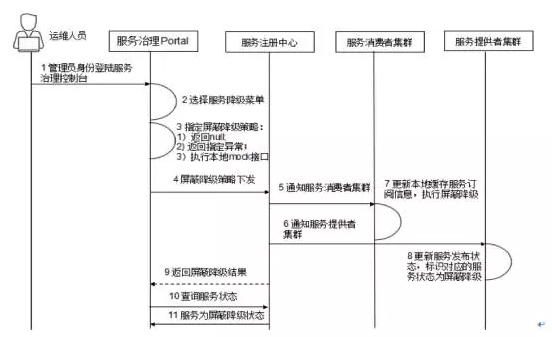 运维人员
服务治理Portal
服务注册中心
服务消费者集群
服务提供者集群
1 管理员身份登陆服务
治理控制台
2 选择服务降级菜单
3 指定屏蔽降级策略：
1）返回null;
2）返回指定异常；
3）执行本地mock接口
4 屏蔽降级策略下发
5 通知服务消费者集群
7 更新本地缓存服务订
阅信息，执行屏蔽降级
6 通知服务提供者
集群
8 更新服务发布状
态，标识对应的服
务状态为屏蔽降级
9 返回屏蔽降级结果
10 查询服务状态
11 服务为屏蔽降级状态